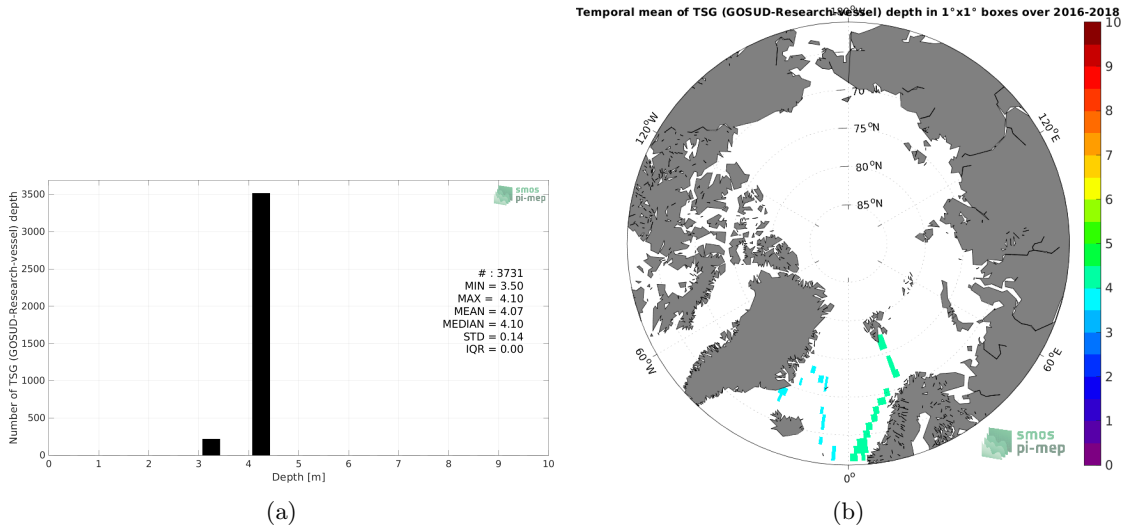 Temporal mean of TSG (GOSUD-Research-vessel) depth in 1°x1° boxes over 2016-2018
Number of TSG (GOSUD-Research-vessel) depth
3500
3000
2500
2000
1500
1000
500
0
smos
pi-mep
# : 3731
MIN = 3.50
MAX = 4.10
MEAN = 4.07
MEDIAN = 4.10
STD = 0.14
IQR = 0.00
0 1 2 3 4 5 6 7 8 9 10
Depth [m]
(a)
180°W
120°W
120°E
70°N
75°N
80°N
85°N
60°W
60°E
0°
smos
pi-mep
10
9
8
7
6
5
4
3
2
1
0
(b)